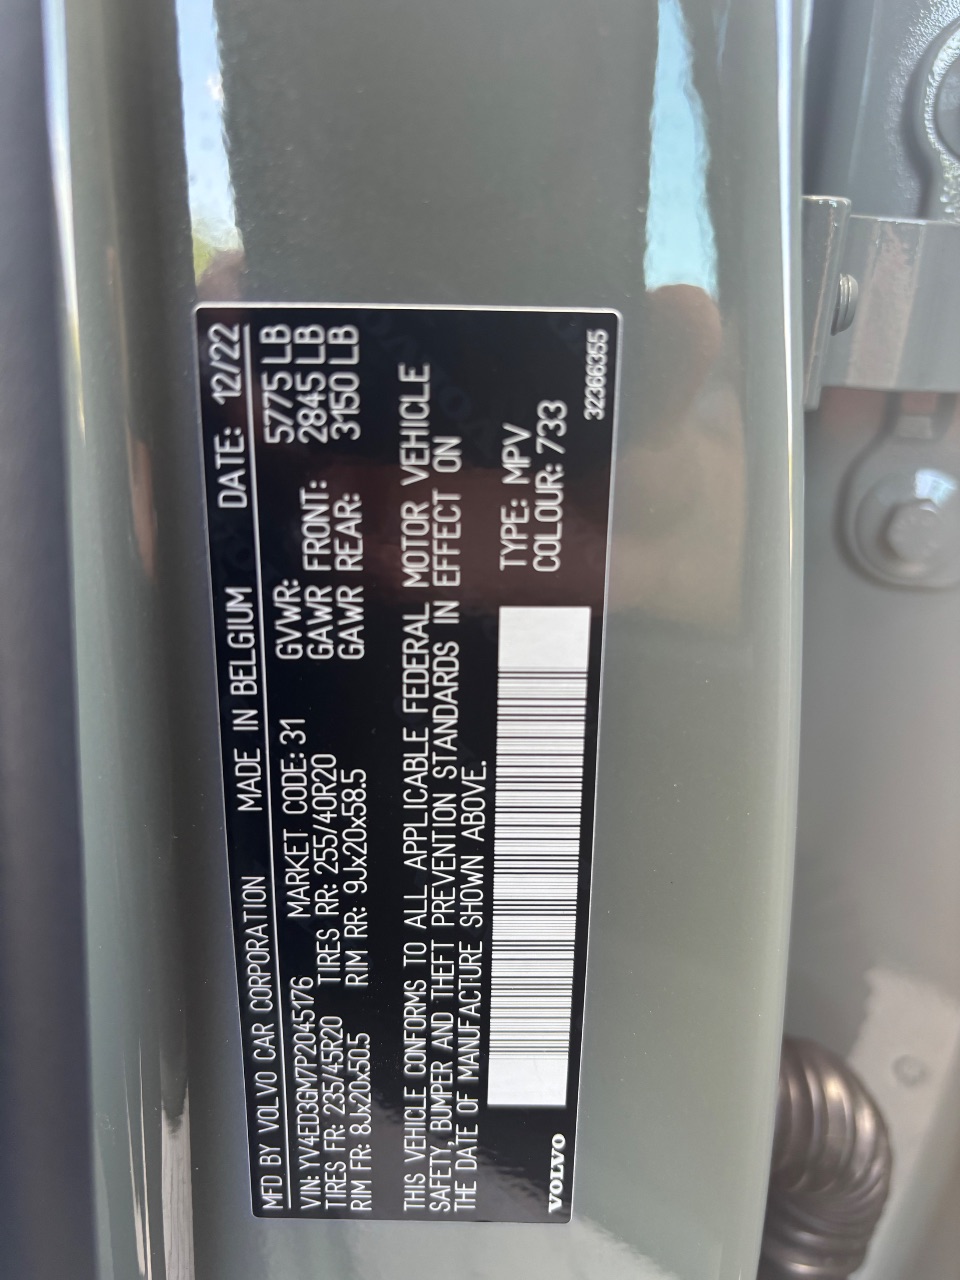 MFD BY VOLVO CAR CORPORATION MADE IN BELGIUM DATE: 12/22
VIN: YV4ED3GM7P2045176 MARKET CODE: 31 GVWR: 5775 LB
TIRES FR: 235/45R20 TIRES RR: 255/40R20 GAWR FRONT: 2845 LB
RIM FR: 8Jx20x50.5 RIM RR: 9Jx20x58.5 GAWR REAR: 3150 LB
THIS VEHICLE CONFORMS TO ALL APPLICABLE FEDERAL MOTOR VEHICLE
SAFETY, BUMPER AND THEFT PREVENTION STANDARDS IN EFFECT ON
THE DATE OF MANUFACTURE SHOWN ABOVE.
TYPE: MPV
COLOUR: 733
VOLVO 32366355